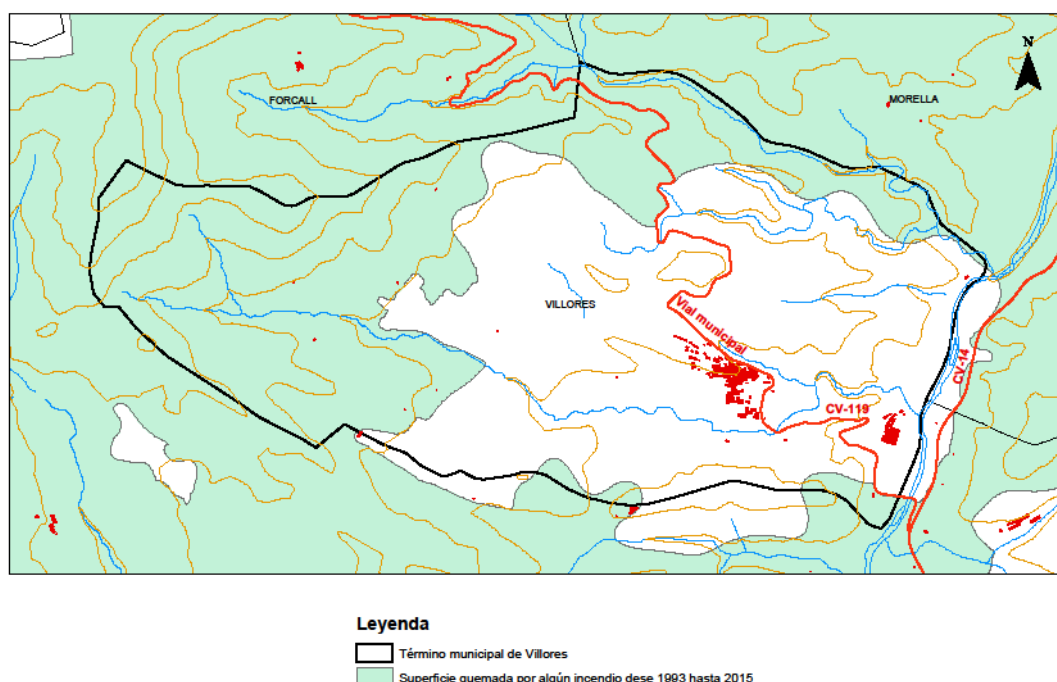 N
FORCALL
MORELLA
VILLORES
Vial municipal
CV-14
CV-119
Leyenda
Término municipal de Villores
Superficie quemada por algún incendio dese 1993 hasta 2015